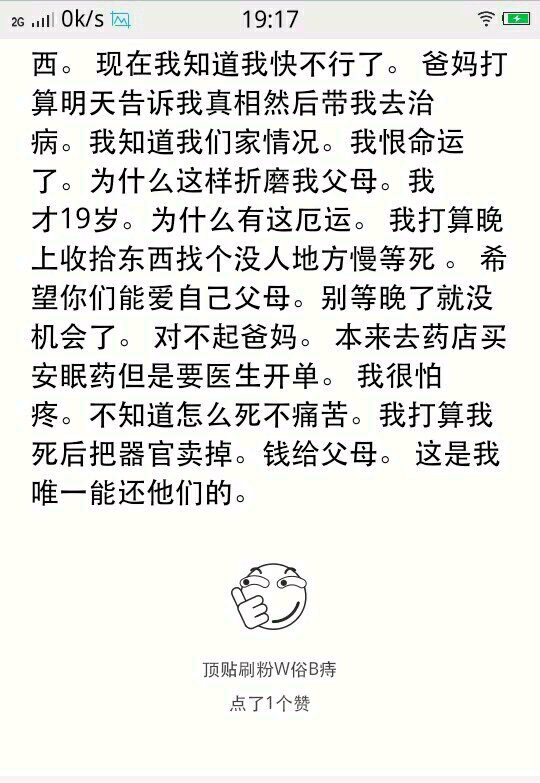 2G 0k/s 19:17
西。 现在我知道我快不行了。 爸妈打
算明天告诉我真相然后带我去治
病。我知道我们家情况。我恨命运
了。为什么这样折磨我父母。我
才19岁。为什么有这厄运。 我打算晚
上收拾东西找个没人地方慢等死 。 希
望你们能爱自己父母。别等晚了就没
机会了。 对不起爸妈。 本来去药店买
安眠药但是要医生开单。 我很怕
疼。不知道怎么死不痛苦。我打算我
死后把器官卖掉。钱给父母。 这是我
唯一能还他们的。
顶贴刷粉W俗B痔
点了1个赞